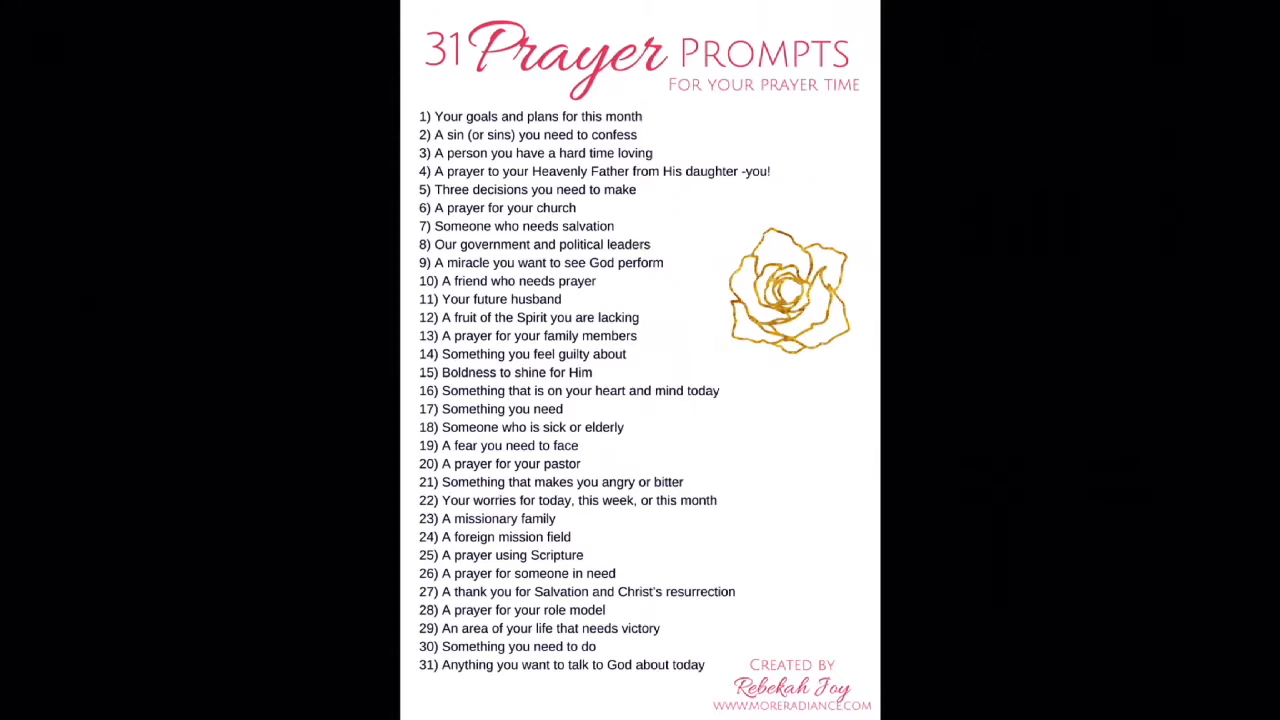 31 Prayer Prompts
For your prayer time
1) Your goals and plans for this month
2) A sin (or sins) you need to confess
3) A person you have a hard time loving
4) A prayer to your Heavenly Father from His daughter -you!
5) Three decisions you need to make
6) A prayer for your church
7) Someone who needs salvation
8) Our government and political leaders
9) A miracle you want to see God perform
10) A friend who needs prayer
11) Your future husband
12) A fruit of the Spirit you are lacking
13) A prayer for your family members
14) Something you feel guilty about
15) Boldness to shine for Him
16) Something that is on your heart and mind today
17) Something you need
18) Someone who is sick or elderly
19) A fear you need to face
20) A prayer for your pastor
21) Something that makes you angry or bitter
22) Your worries for today, this week, or this month
23) A missionary family
24) A foreign mission field
25) A prayer using Scripture
26) A prayer for someone in need
27) A thank you for Salvation and Christ's resurrection
28) A prayer for your role model
29) An area of your life that needs victory
30) Something you need to do
31) Anything you want to talk to God about today
Created by
Rebekah Joy
www.moreradiance.com